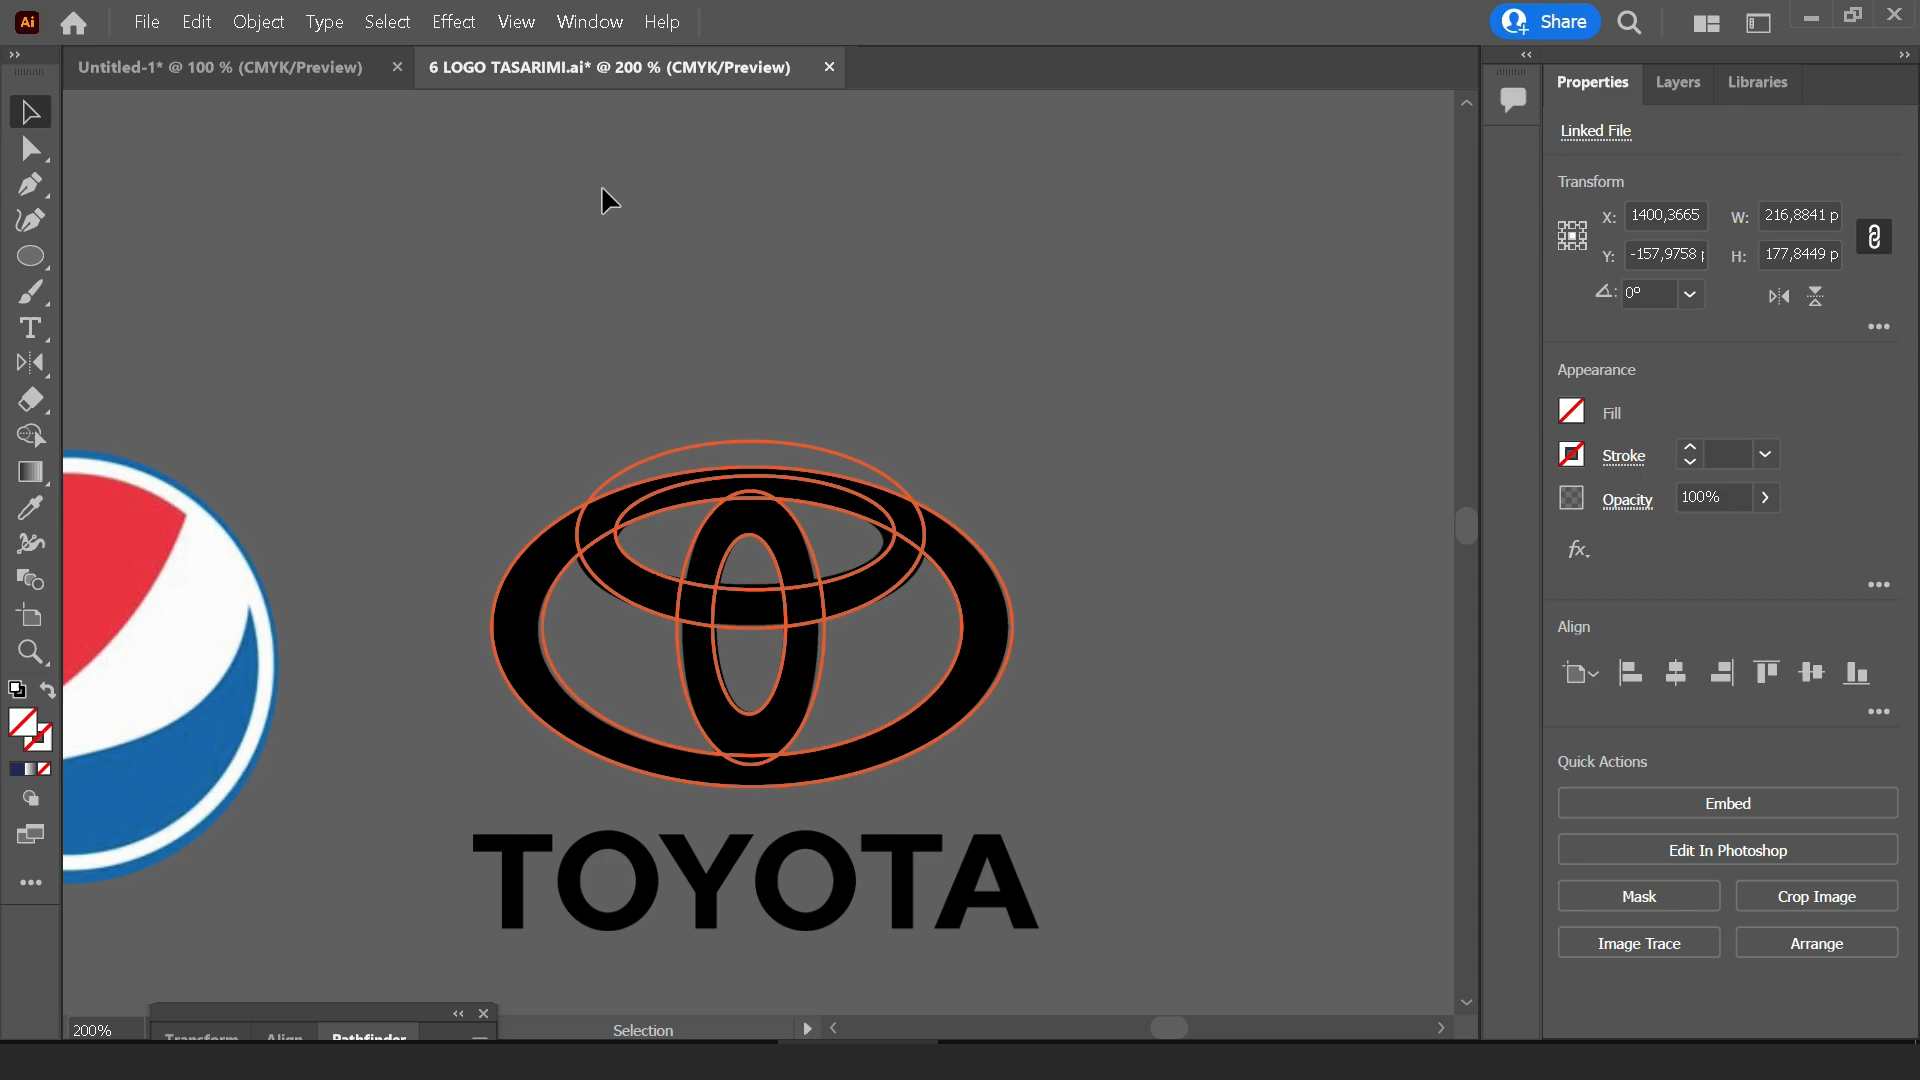 Ai File Edit Object Type Select Effect View Window Help Share
Untitled-1* @ 100 % (CMYK/Preview) 6 LOGO TASARIMI.ai* @ 200 % (CMYK/Preview)
Properties Layers Libraries
Linked File
Transform
X: 1400,3665 W: 216,8841 p
Y: -157,9758 H: 177,8449 p
0°
Appearance
Fill
Stroke
Opacity 100%
fx.
Align
Quick Actions
Embed
Edit In Photoshop
Mask Crop Image
Image Trace Arrange
TOYOTA
200% Selection
Transform Align Pathfinder